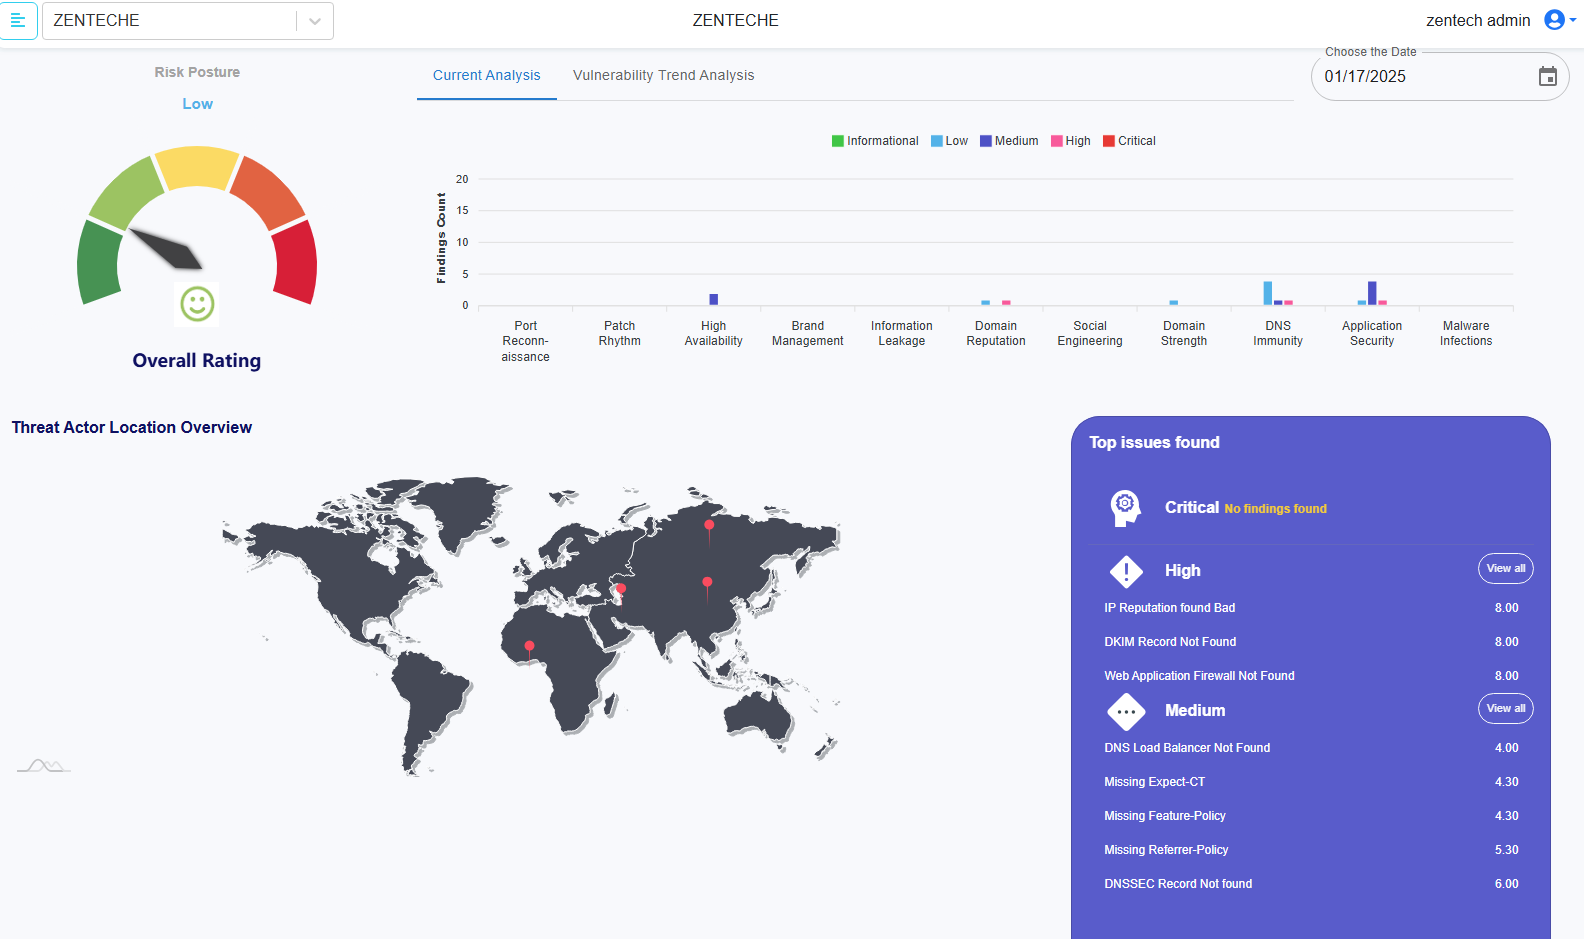 ZENTECHE
ZENTECHE
zentech admin
Risk Posture
Low
Overall Rating
Current Analysis
Vulnerability Trend Analysis
Choose the Date
01/17/2025
Informational
Low
Medium
High
Critical
Findings Count
20
15
10
5
0
Port
Reconn-
aissance
Patch
Rhythm
High
Availability
Brand
Management
Information
Leakage
Domain
Reputation
Social
Engineering
Domain
Strength
DNS
Immunity
Application
Security
Malware
Infections
Threat Actor Location Overview
Top issues found
Critical No findings found
High
View all
IP Reputation found Bad 8.00
DKIM Record Not Found 8.00
Web Application Firewall Not Found 8.00
Medium
View all
DNS Load Balancer Not Found 4.00
Missing Expect-CT 4.30
Missing Feature-Policy 4.30
Missing Referrer-Policy 5.30
DNSSEC Record Not found 6.00